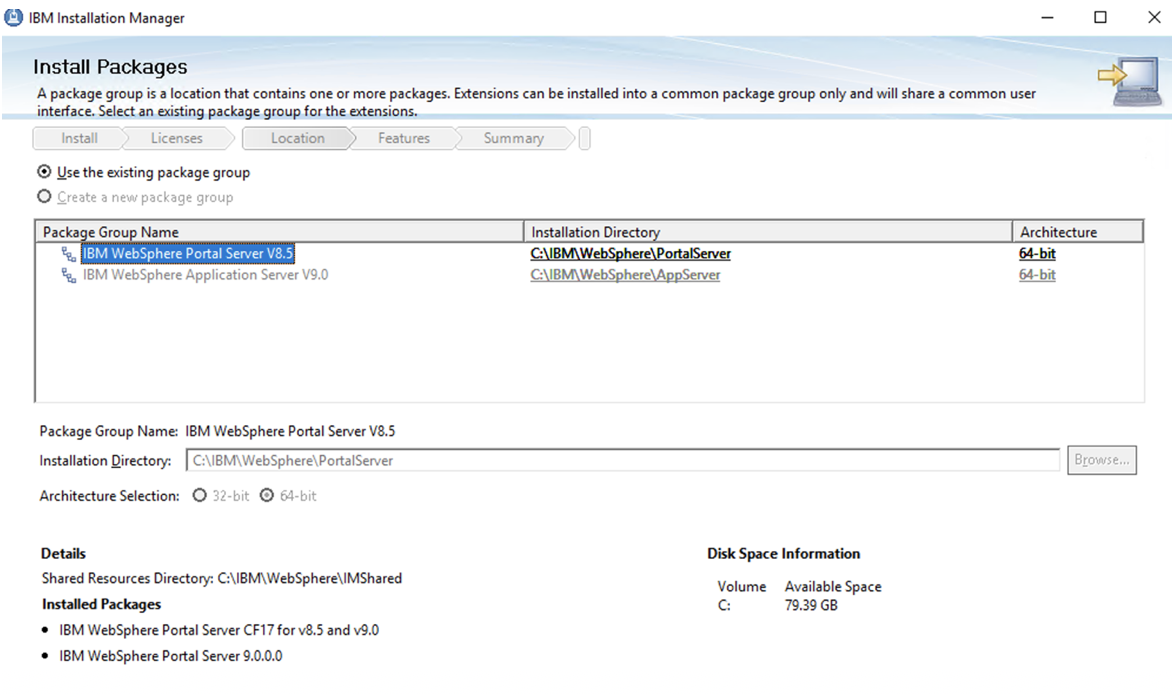 IBM Installation Manager
Install Packages
A package group is a location that contains one or more packages. Extensions can be installed into a common package group only and will share a common user
interface. Select an existing package group for the extensions.
Install Licenses Location Features Summary
Use the existing package group
Create a new package group
Package Group Name Installation Directory Architecture
IBM WebSphere Portal Server V8.5 C:\IBM\WebSphere\PortalServer 64-bit
IBM WebSphere Application Server V9.0 C:\IBM\WebSphere\AppServer 64-bit
Package Group Name: IBM WebSphere Portal Server V8.5
Installation Directory: C:\IBM\WebSphere\PortalServer Browse...
Architecture Selection: 32-bit 64-bit
Details Disk Space Information
Shared Resources Directory: C:\IBM\WebSphere\IMShared Volume Available Space
Installed Packages C: 79.39 GB
• IBM WebSphere Portal Server CF17 for v8.5 and v9.0
• IBM WebSphere Portal Server 9.0.0.0